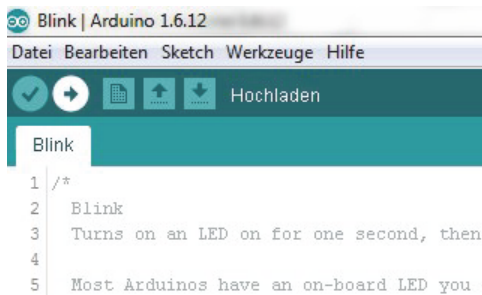 Blink | Arduino 1.6.12
Datei Bearbeiten Sketch Werkzeuge Hilfe
Hochladen
Blink
1 /*
2 Blink
3 Turns on an LED on for one second, then
4
5 Most Arduinos have an on-board LED you